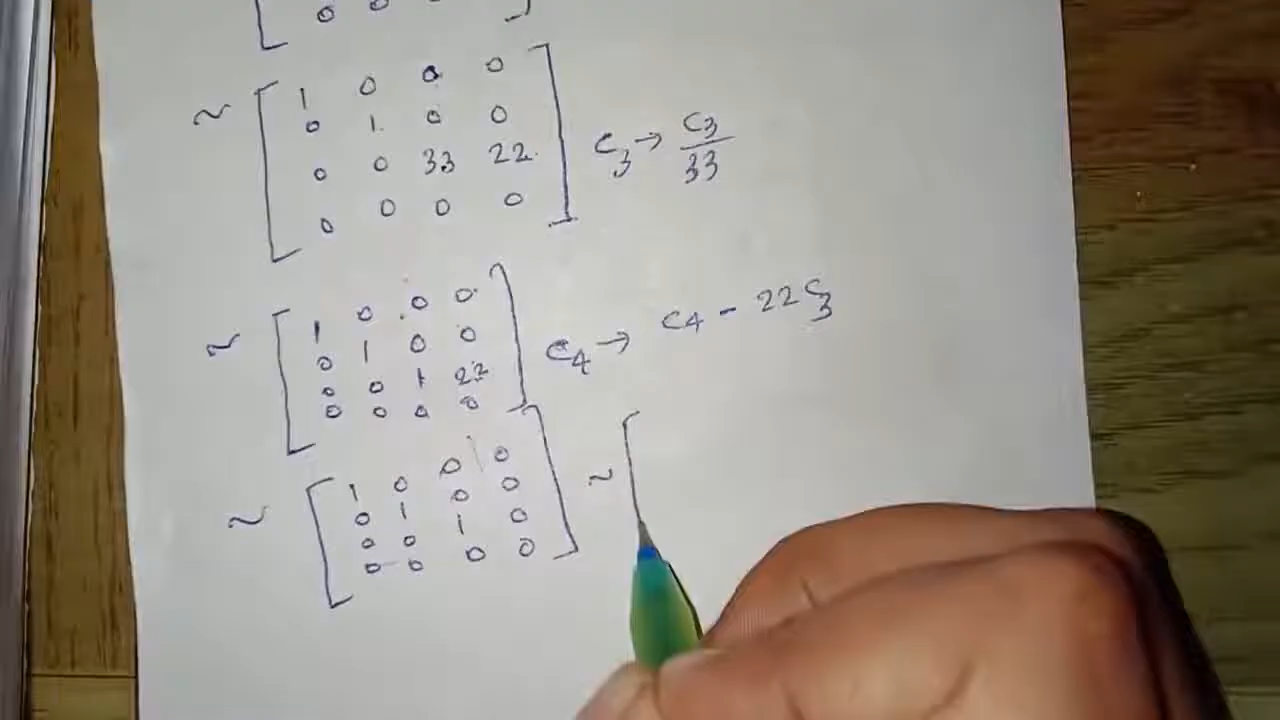 0 0
~ [ 1 0 0 0 ]
0 1 0 0
0 0 33 22 C3 → C3/33
0 0 0 0
~ [ 1 0 0 0 ]
0 1 0 0 C4 → C4 - 22C3
0 0 1 22
0 0 0 0
~ [ 1 0 0 0 ] ~ [
0 1 0 0
0 0 1 0
0 0 0 0